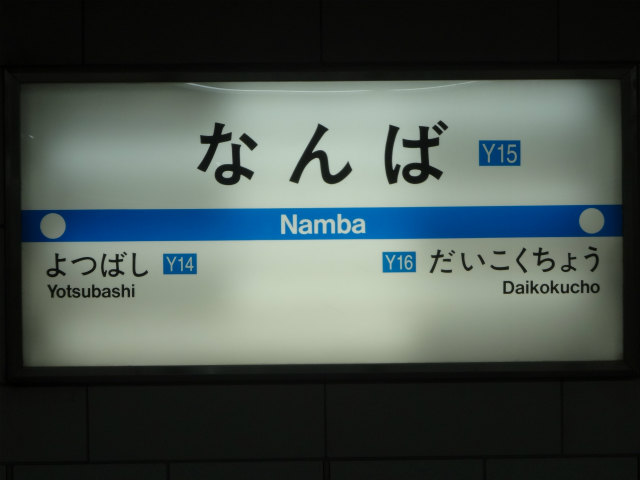 なんば Y15
Namba
よつばし Y14
Yotsubashi
Y16 だいこくちょう
Daikokucho